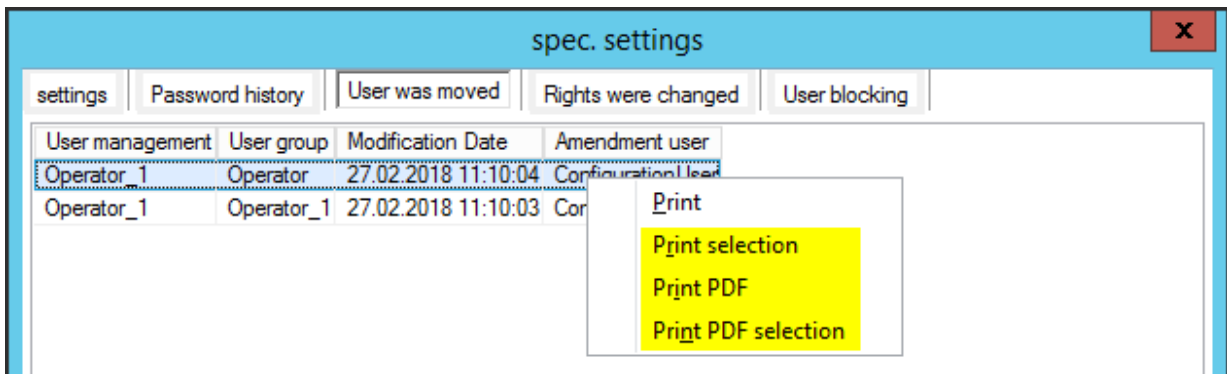 spec. settings
x
settings Password history User was moved Rights were changed User blocking
User management User group Modification Date Amendment user
Operator_1 Operator 27.02.2018 11:10:04 ConfigurationUser
Operator_1 Operator_1 27.02.2018 11:10:03 Cor
Print
Print selection
Print PDF
Print PDF selection